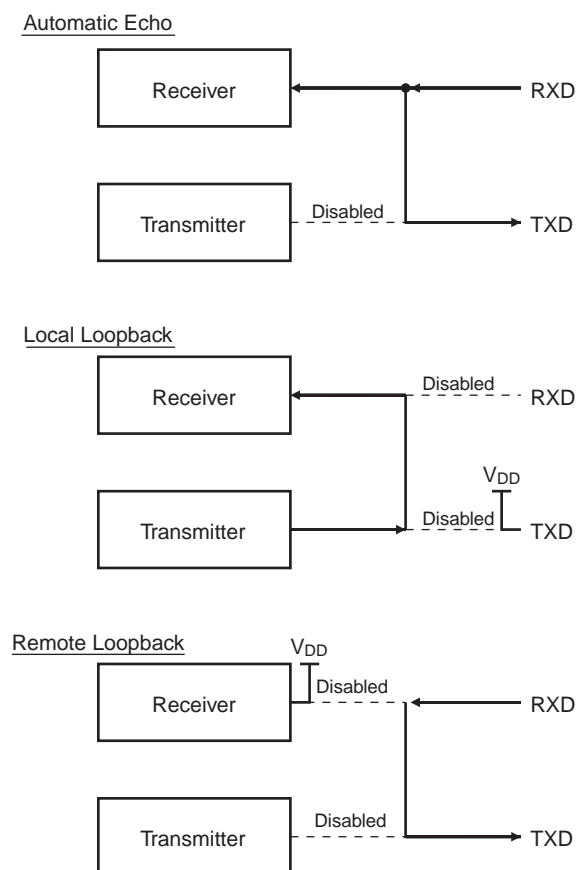 Automatic Echo
Receiver
RXD
Transmitter
Disabled
TXD
Local Loopback
Receiver
Disabled
RXD
VDD
Transmitter
Disabled
TXD
Remote Loopback
VDD
Receiver
Disabled
RXD
Transmitter
Disabled
TXD